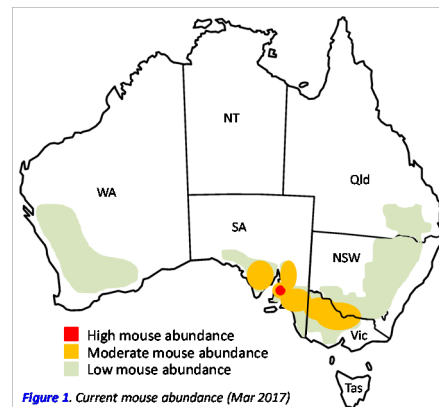 NT
Qld
WA
SA
NSW
High mouse abundance
Moderate mouse abundance
Vic
Low mouse abundance
Tas
Figure 1. Current mouse abundance (Mar 2017)